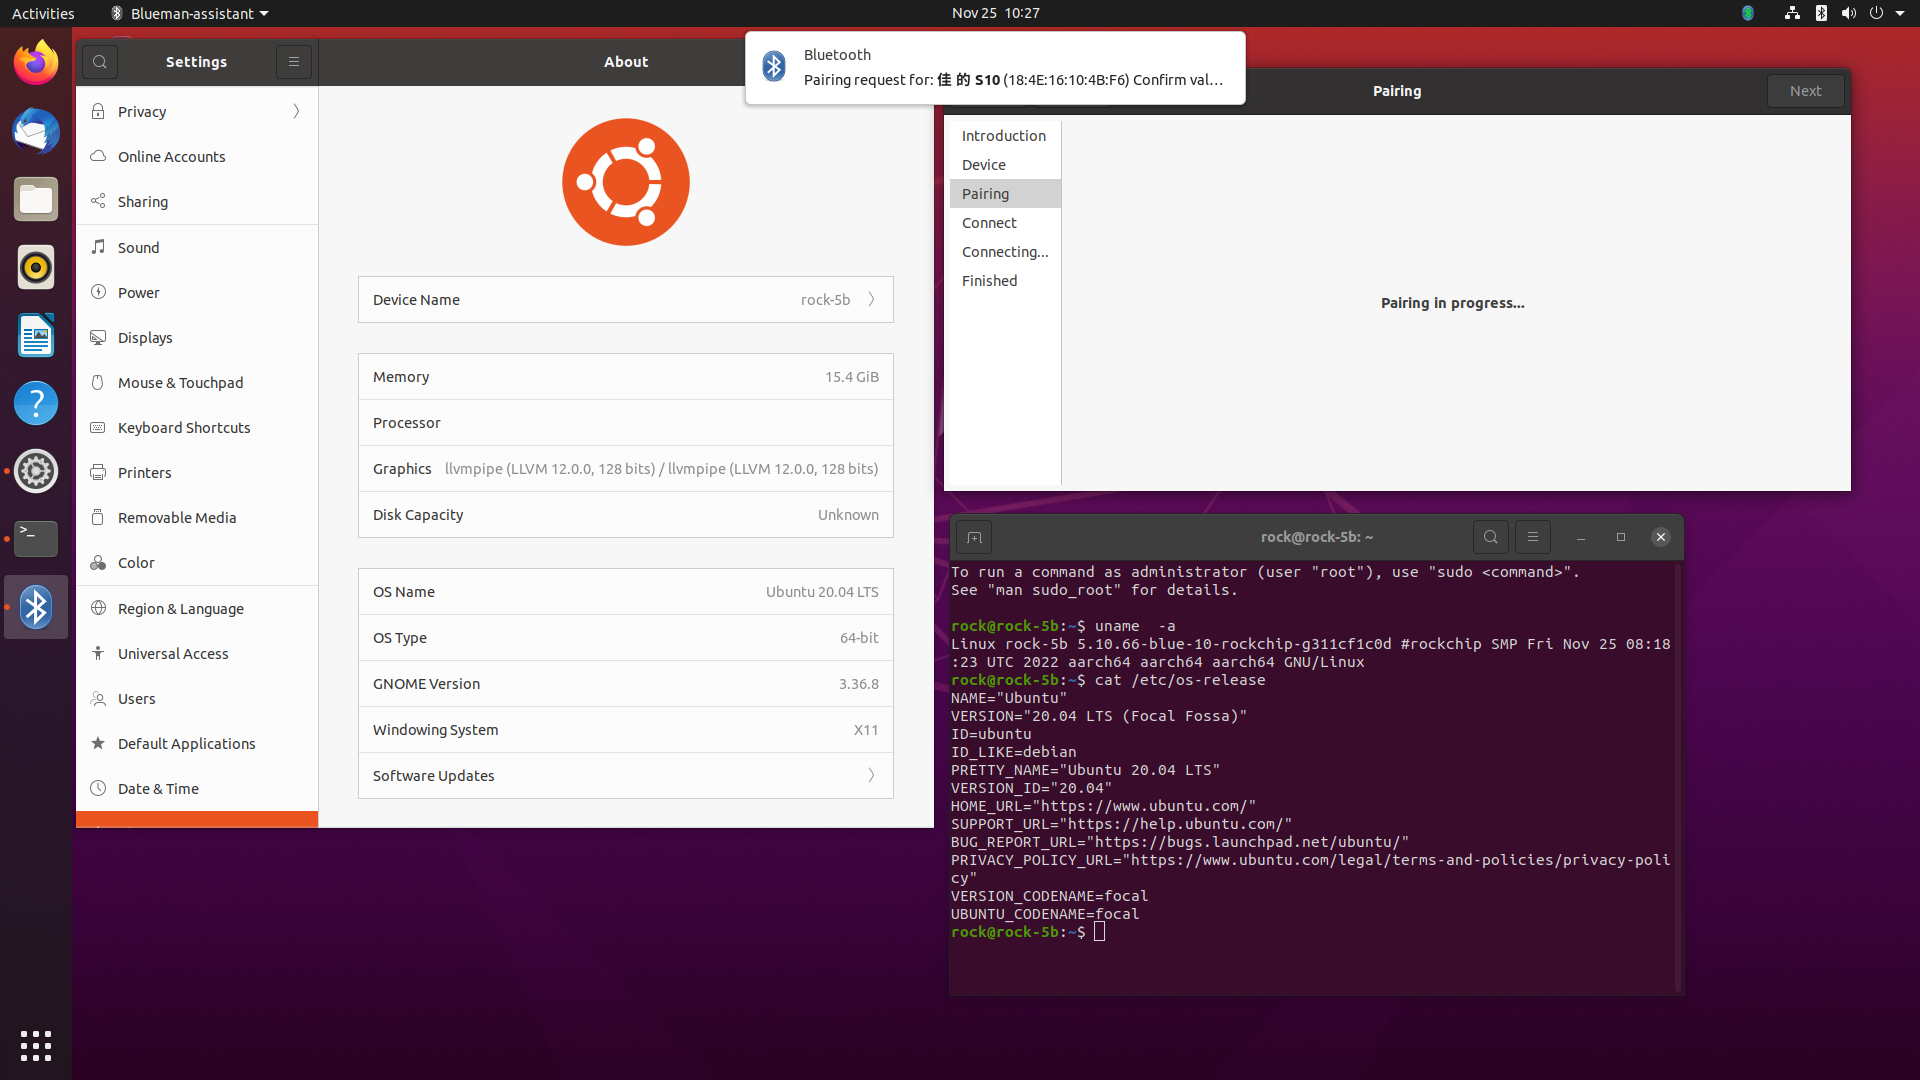 Activities
Blueman-assistant
Nov 25 10:27
Settings
About
Privacy
Online Accounts
Sharing
Sound
Power
Displays
Mouse & Touchpad
Keyboard Shortcuts
Printers
Removable Media
Color
Region & Language
Universal Access
Users
Default Applications
Date & Time
Device Name rock-5b
Memory 15.4 GiB
Processor
Graphics llvmpipe (LLVM 12.0.0, 128 bits) / llvmpipe (LLVM 12.0.0, 128 bits)
Disk Capacity Unknown
OS Name Ubuntu 20.04 LTS
OS Type 64-bit
GNOME Version 3.36.8
Windowing System X11
Software Updates
Bluetooth
Pairing request for: 佳 的 S10 (18:4E:16:10:4B:F6) Confirm val...
Pairing
Next
Introduction
Device
Pairing
Connect
Connecting...
Finished
Pairing in progress...
rock@rock-5b: ~
To run a command as administrator (user "root"), use "sudo <command>".
See "man sudo_root" for details.
rock@rock-5b:~$ uname  -a
Linux rock-5b 5.10.66-blue-10-rockchip-g311cf1c0d #rockchip SMP Fri Nov 25 08:18
:23 UTC 2022 aarch64 aarch64 aarch64 GNU/Linux
rock@rock-5b:~$ cat /etc/os-release
NAME="Ubuntu"
VERSION="20.04 LTS (Focal Fossa)"
ID=ubuntu
ID_LIKE=debian
PRETTY_NAME="Ubuntu 20.04 LTS"
VERSION_ID="20.04"
HOME_URL="https://www.ubuntu.com/"
SUPPORT_URL="https://help.ubuntu.com/"
BUG_REPORT_URL="https://bugs.launchpad.net/ubuntu/"
PRIVACY_POLICY_URL="https://www.ubuntu.com/legal/terms-and-policies/privacy-poli
cy"
VERSION_CODENAME=focal
UBUNTU_CODENAME=focal
rock@rock-5b:~$